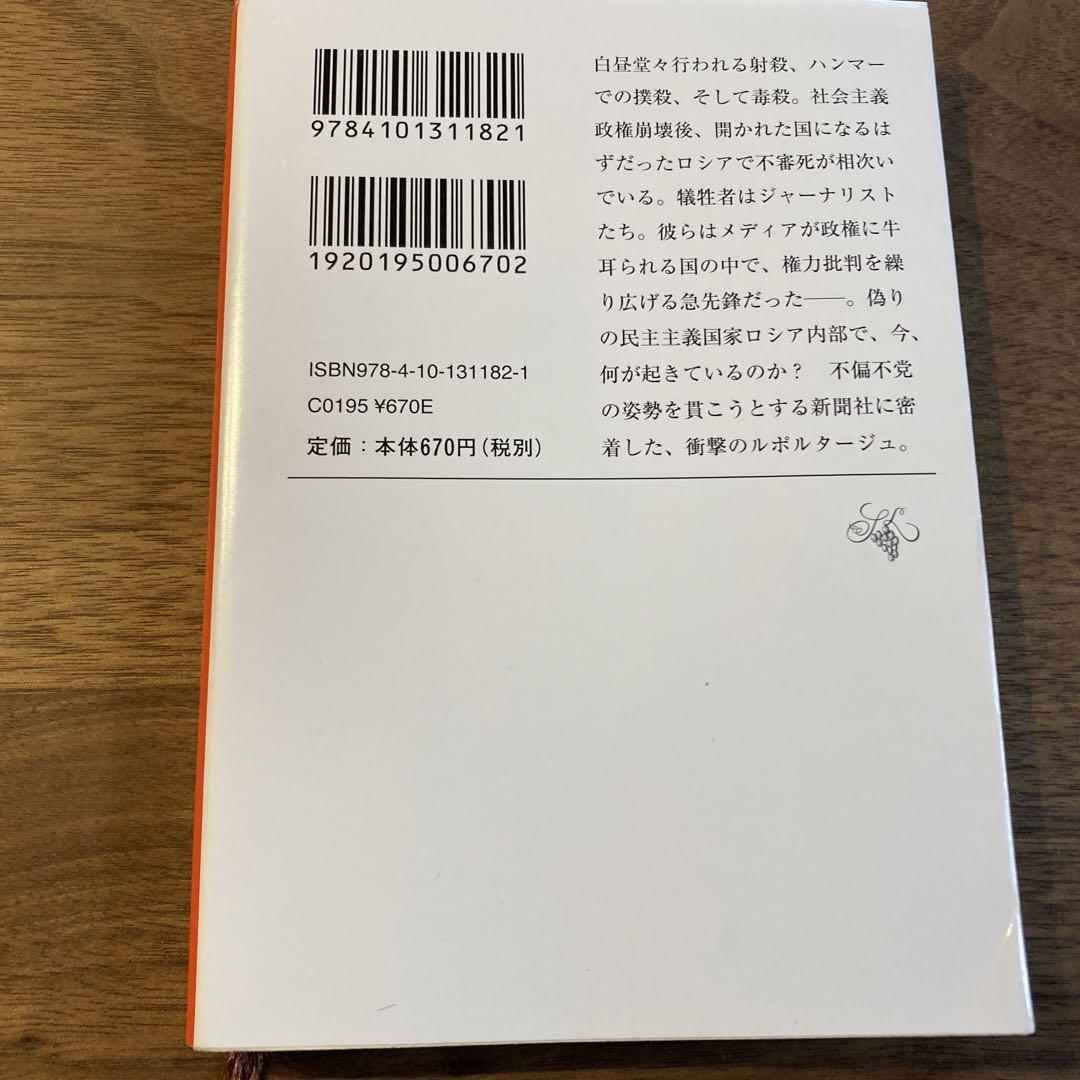 9784101311821
1920195006702
ISBN978-4-10-131182-1
C0195 ¥670E
定価：本体670円（税別）
白昼堂々行われる射殺、ハンマー
での撲殺、そして毒殺。社会主義
政権崩壊後、開かれた国になるは
ずだったロシアで不審死が相次い
でいる。犠牲者はジャーナリスト
たち。彼らはメディアが政権に牛
耳られる国の中で、権力批判を繰
り広げる急先鋒だった――。偽り
の民主主義国家ロシア内部で、今、
何が起きているのか？　不偏不党
の姿勢を貫こうとする新聞社に密
着した、衝撃のルポルタージュ。